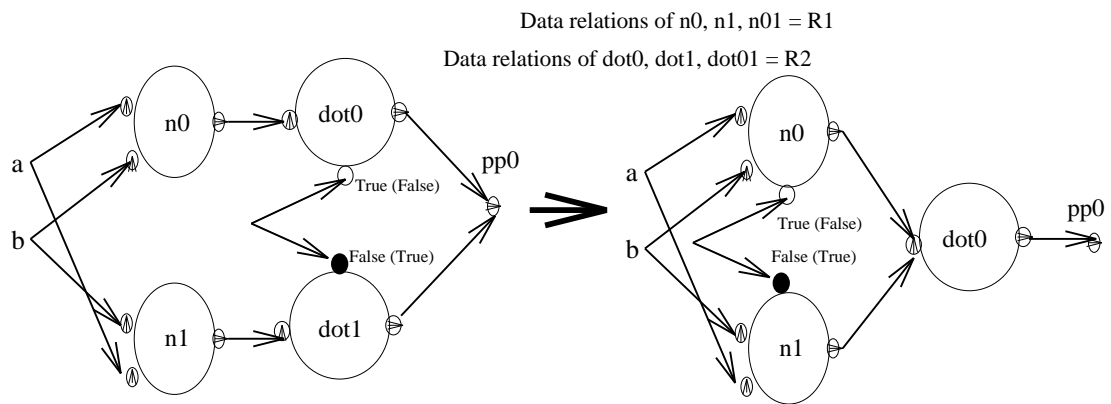 Data relations of n0, n1, n01 = R1
Data relations of dot0, dot1, dot01 = R2
n0
dot0
a
pp0
True (False)
b
False (True)
n1
dot1
n0
a
True (False)
pp0
b
dot0
False (True)
n1